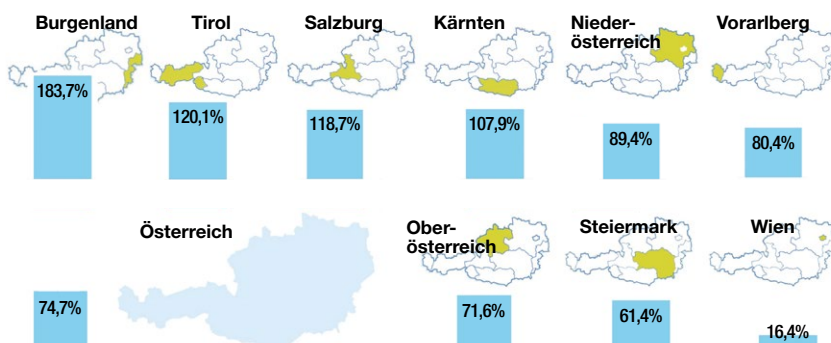 Burgenland
Tirol
Salzburg
Kärnten
Nieder-
österreich
Vorarlberg
183,7%
120,1%
118,7%
107,9%
89,4%
80,4%
Österreich
Ober-
österreich
Steiermark
Wien
74,7%
71,6%
61,4%
16,4%